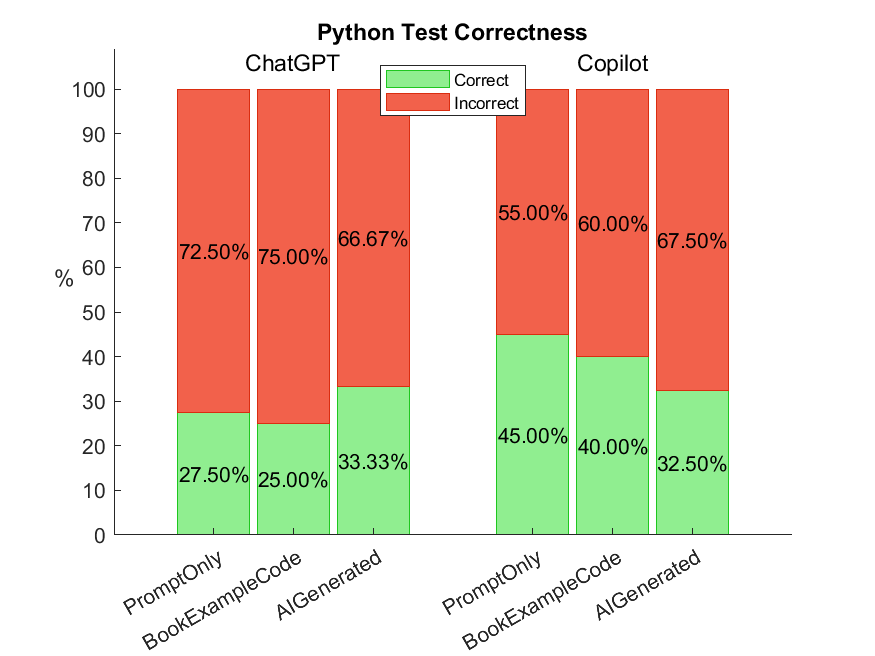 Python Test Correctness
ChatGPT
Copilot
Correct
Incorrect
%
100
90
80
70
60
50
40
30
20
10
0
72.50%
75.00%
66.67%
55.00%
60.00%
67.50%
27.50%
25.00%
33.33%
45.00%
40.00%
32.50%
PromptOnly
BookExampleCode
AIGenerated
PromptOnly
BookExampleCode
AIGenerated